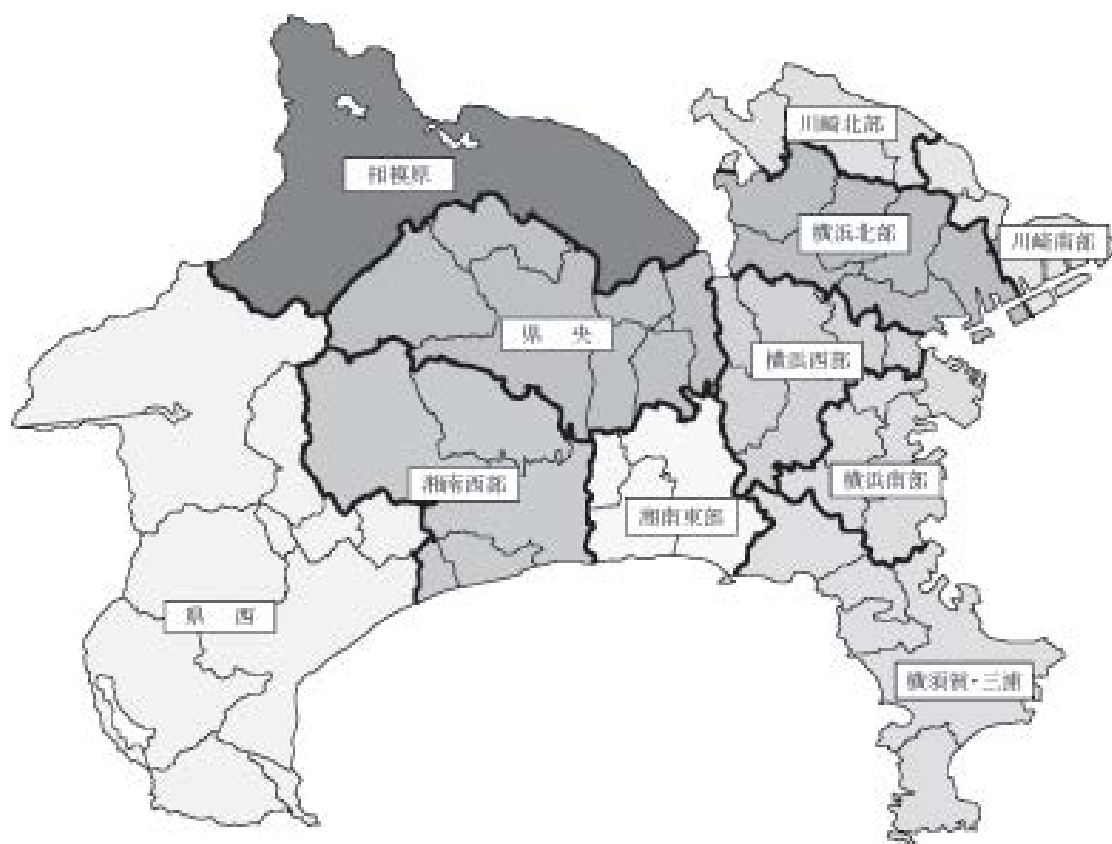 川崎北部
相模原
横浜北部
川崎南部
県 央
横浜西部
湘南西部
横浜南部
湘南東部
県 西
横須賀・三浦